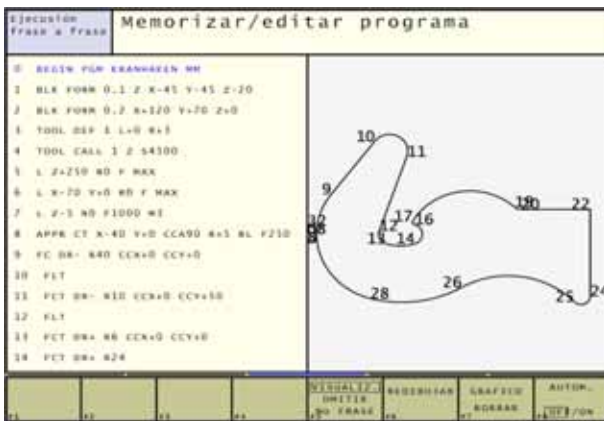 Ejecusión
frase a frase
Memorizar/editar programa
0 BEGIN PGM KRANHAKEN MM
1 BLK FORM 0.1 Z X-45 Y-45 Z-20
2 BLK FORM 0.2 X+120 Y+70 Z+0
3 TOOL DEF 1 L+0 R+3
4 TOOL CALL 1 Z S4500
5 L Z+250 R0 F MAX
6 L X-70 Y+0 R0 F MAX
7 L Z-5 R0 F1000 M3
8 APPR CT X-40 Y+0 CCA90 R+5 RL F250
9 FC DR- R40 CCX+0 CCY+0
10 FLT
11 FCT DR- R10 CCX+0 CCY+50
12 FLT
13 FCT DR+ R6 CCX+0 CCY+0
14 FCT DR+ R24
10
11
9
12
17
16
13
14
20
22
26
28
25
24
VISUALIZ.
OMITIR
NO FRASE
REDIBUJAR
GRAFICO
BORRAR
AUTOM.
OFF/ON